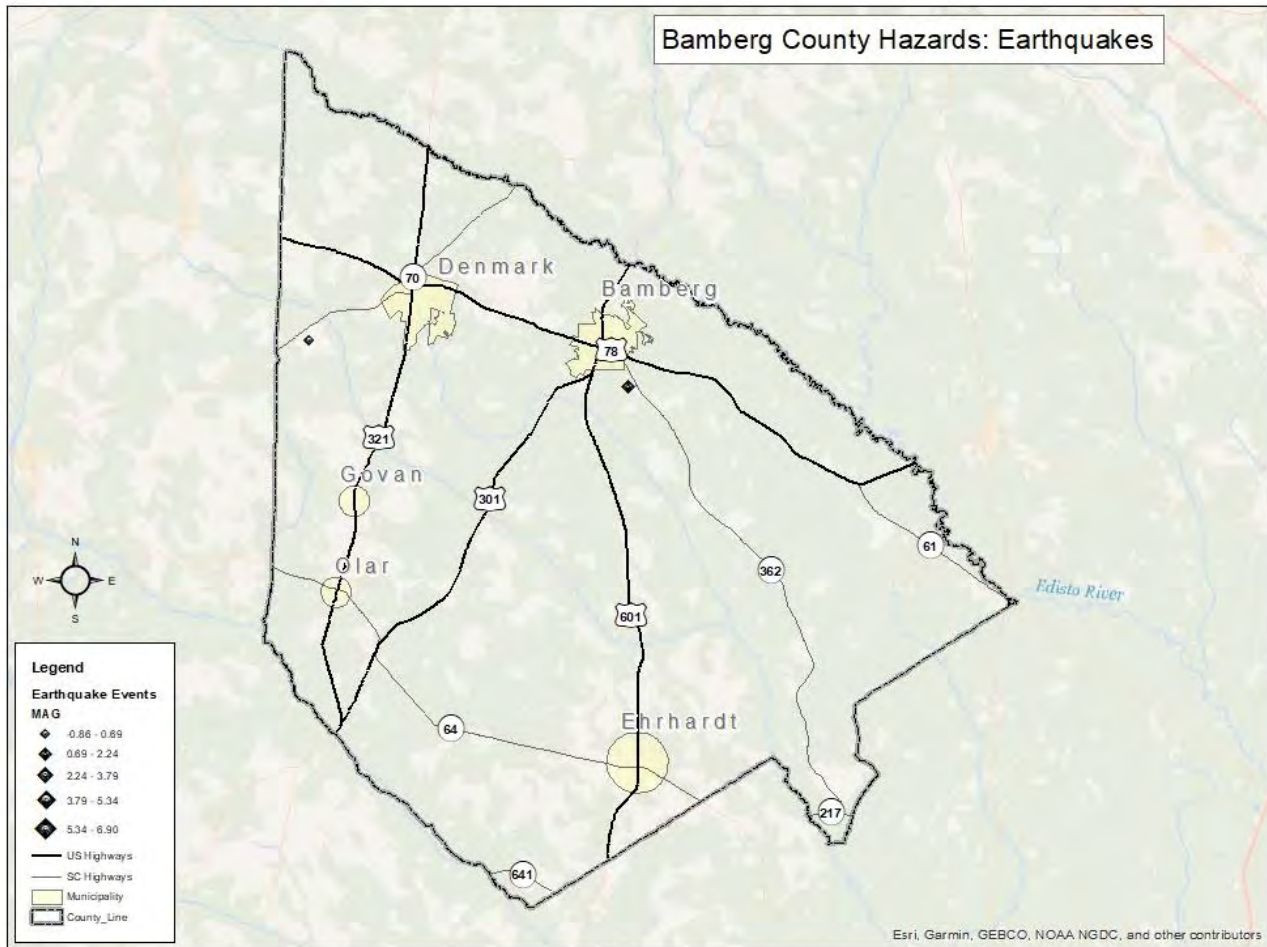 Bamberg County Hazards: Earthquakes
70
Denmark
Bamberg
78
321
Govan
301
Olar
61
362
Edisto River
601
N
W
E
S
Ehrhardt
64
217
641
Legend
Earthquake Events
MAG
-0.86 - 0.69
0.69 - 2.24
2.24 - 3.79
3.79 - 5.34
5.34 - 6.90
US Highways
SC Highways
Municipality
County_Line
Esri, Garmin, GEBCO, NOAA NGDC, and other contributors